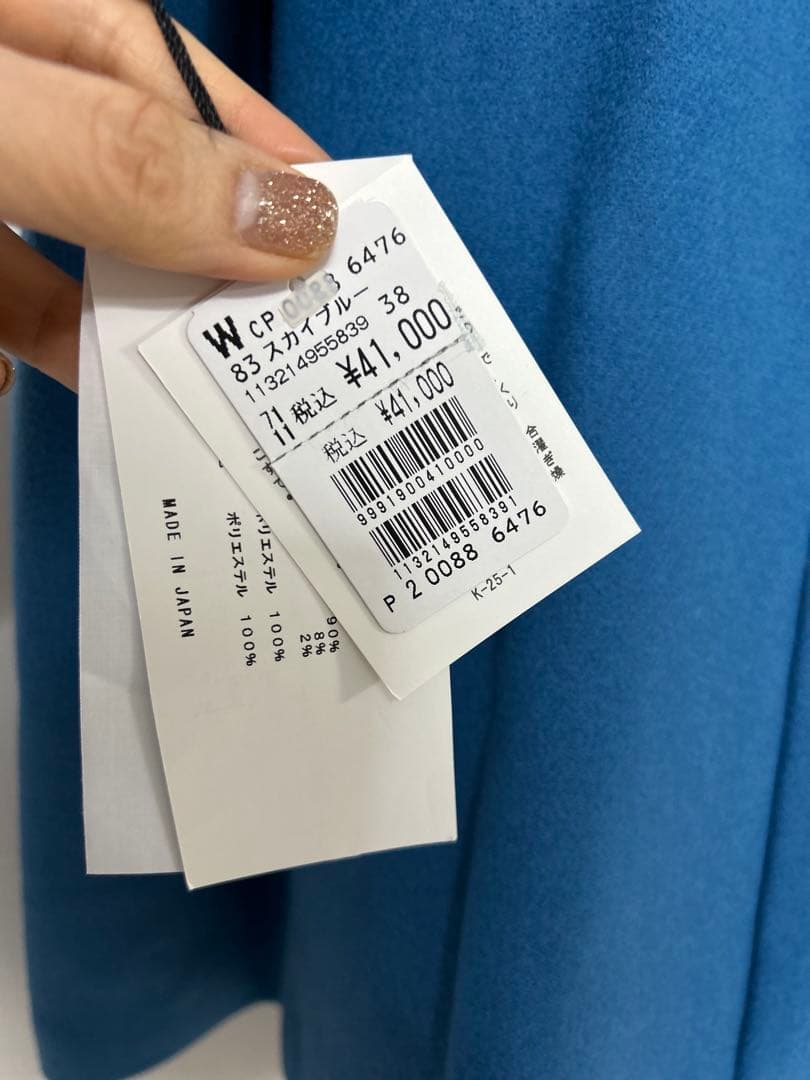 W CP 0088 6476
83 スカイブルー 38
113214955839
71 11 税込 ¥41,000
税込 ¥41,000
9991900410000
1132149558391
P 2 0088 6476
K-25-1
90%
8%
2%
ポリエステル 100%
ポリエステル 100%
MADE IN JAPAN